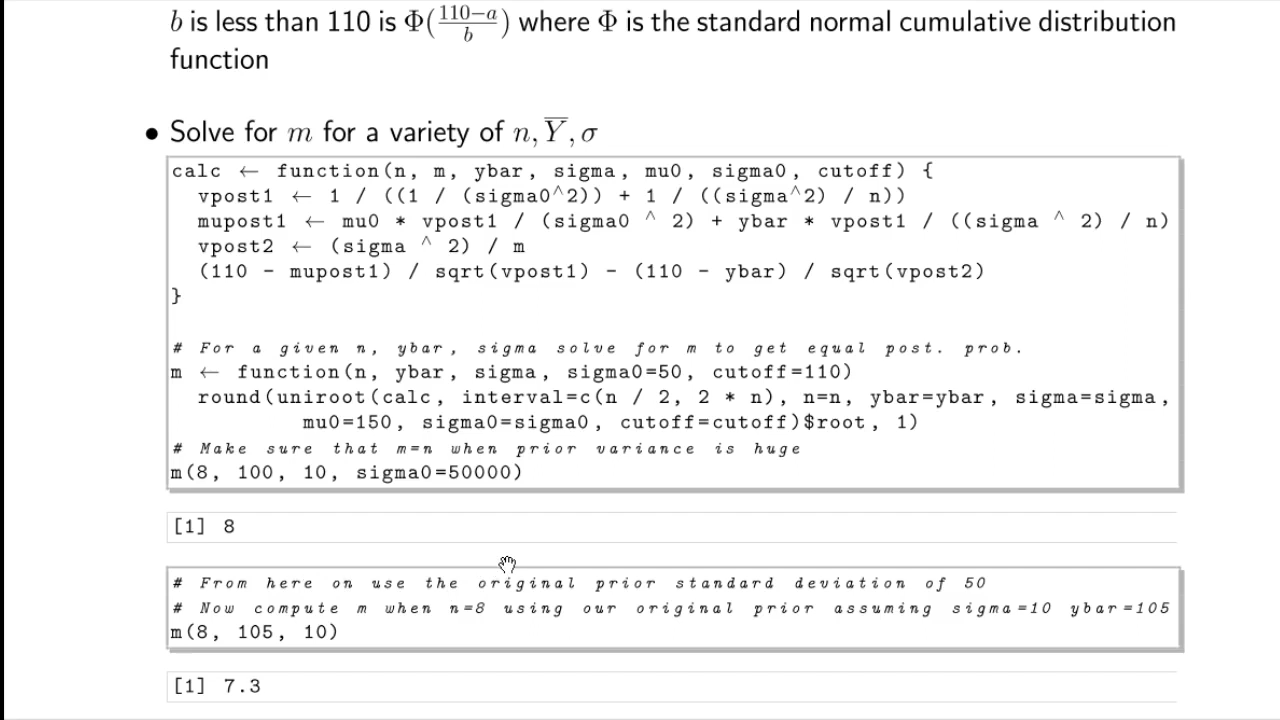 b is less than 110 is Φ(110−a/b) where Φ is the standard normal cumulative distribution
function
• Solve for m for a variety of n, Y̅, σ
calc ← function(n, m, ybar, sigma, mu0, sigma0, cutoff) {
  vpost1 ← 1 / ((1 / (sigma0^2)) + 1 / ((sigma^2) / n))
  mupost1 ← mu0 * vpost1 / (sigma0 ^ 2) + ybar * vpost1 / ((sigma ^ 2) / n)
  vpost2 ← (sigma ^ 2) / m
  (110 - mupost1) / sqrt(vpost1) - (110 - ybar) / sqrt(vpost2)
}
# For a given n, ybar, sigma solve for m to get equal post. prob.
m ← function(n, ybar, sigma, sigma0=50, cutoff=110)
  round(uniroot(calc, interval=c(n / 2, 2 * n), n=n, ybar=ybar, sigma=sigma,
          mu0=150, sigma0=sigma0, cutoff=cutoff)$root, 1)
# Make sure that m=n when prior variance is huge
m(8, 100, 10, sigma0=50000)
[1] 8
# From here on use the original prior standard deviation of 50
# Now compute m when n=8 using our original prior assuming sigma=10 ybar=105
m(8, 105, 10)
[1] 7.3